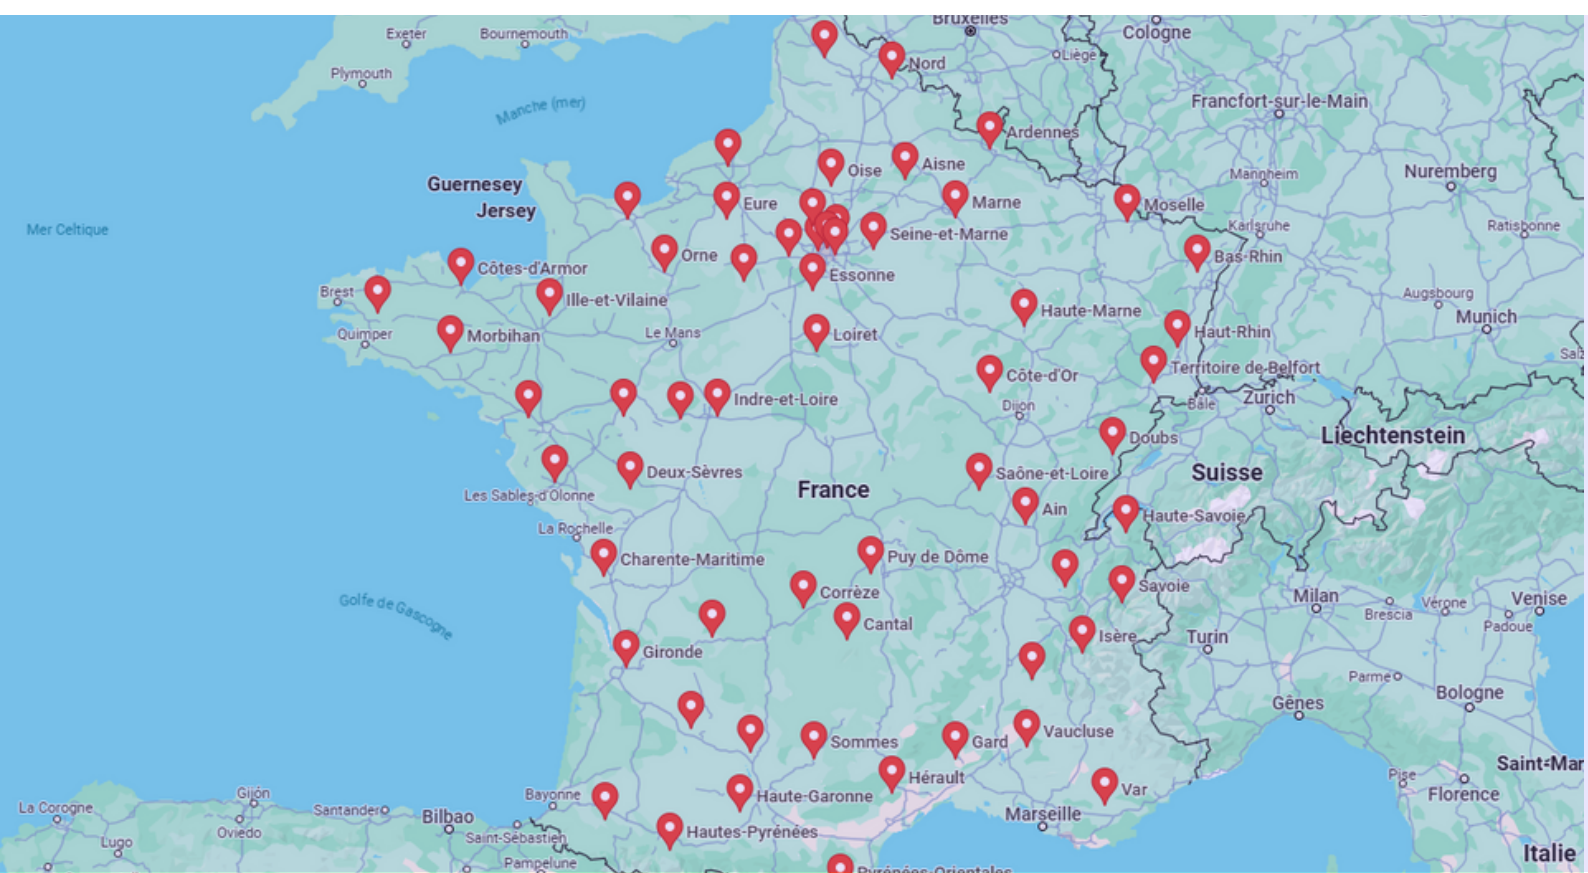 Bruxelles
Exeter
Bournemouth
Cologne
Liège
Nord
Plymouth
Manche (mer)
Francfort-sur-le-Main
Ardennes
Oise
Aisne
Mannheim
Nuremberg
Guernesey
Jersey
Eure
Marne
Moselle
Mer Celtique
Karlsruhe
Ratisbonne
Seine-et-Marne
Orne
Bas-Rhin
Côtes-d'Armor
Essonne
Brest
Ille-et-Vilaine
Augsbourg
Haute-Marne
Munich
Quimper
Morbihan
Le Mans
Loiret
Haut-Rhin
Salz
Territoire de Belfort
Côte-d'Or
Indre-et-Loire
Dijon
Bâle
Zurich
Doubs
Liechtenstein
Deux-Sèvres
Saône-et-Loire
Suisse
Les Sables-d'Olonne
France
Ain
Haute-Savoie
La Rochelle
Charente-Maritime
Puy de Dôme
Savoie
Corrèze
Golfe de Gascogne
Milan
Brescia
Vérone
Venise
Padoue
Cantal
Isère
Turin
Gironde
Parme
Bologne
Gênes
Vaucluse
Sommes
Gard
Saint-Mar
Hérault
Pise
Florence
Var
Gijón
Bayonne
Haute-Garonne
La Corogne
Santander
Bilbao
Marseille
Oviedo
Hautes-Pyrénées
Lugo
Saint-Sébastien
Italie
Pampelune
Pyrénées-Orientales